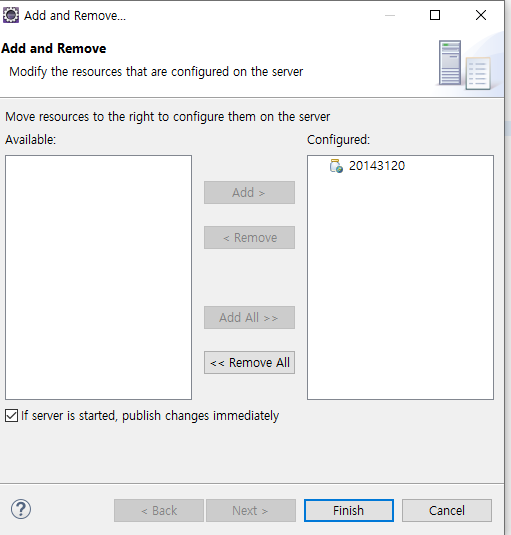 Add and Remove...
Add and Remove
Modify the resources that are configured on the server
Move resources to the right to configure them on the server
Available:
Configured:
20143120
Add >
< Remove
Add All >>
<< Remove All
If server is started, publish changes immediately
?
< Back
Next >
Finish
Cancel